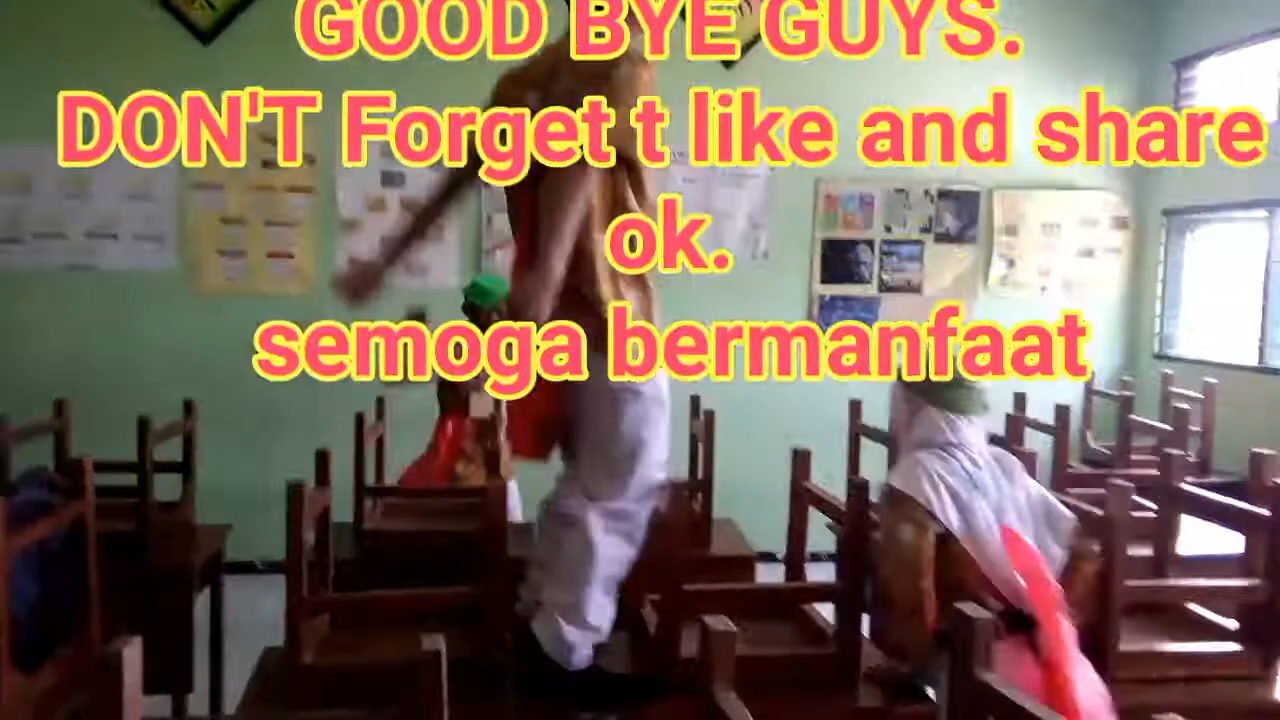 GOOD BYE GUYS.
DON'T Forget t like and share
ok.
semoga bermanfaat